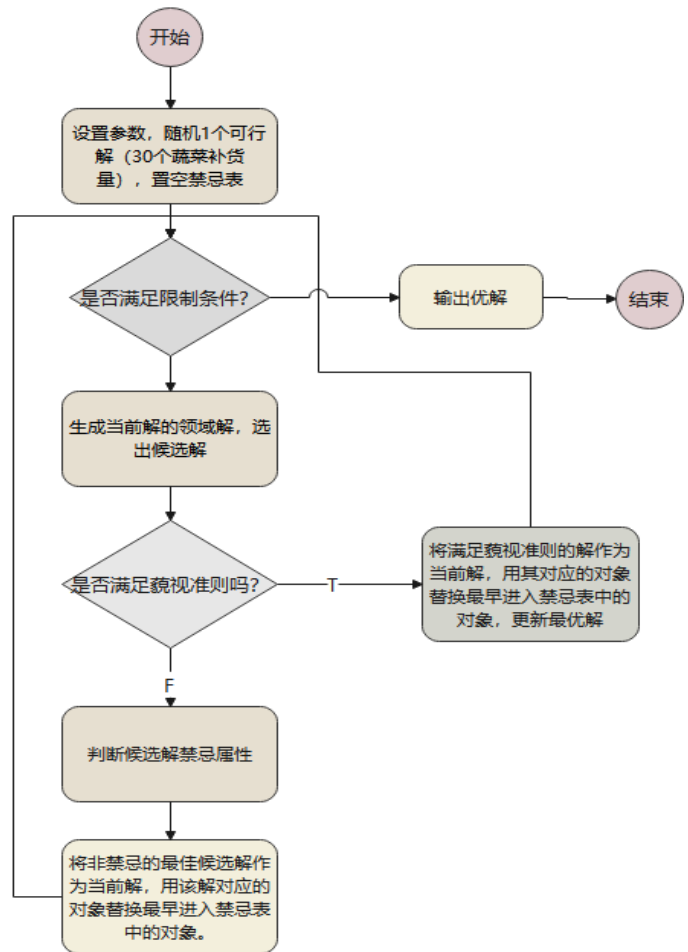 开始
设置参数，随机1个可行
解（30个蔬菜补货
量），置空禁忌表
是否满足限制条件？
输出优解
结束
生成当前解的领域解，选
出候选解
是否满足藐视准则吗？
T
将满足藐视准则的解作为
当前解，用其对应的对象
替换最早进入禁忌表中的
对象，更新最优解
F
判断候选解禁忌属性
将非禁忌的最佳候选解作
为当前解，用该解对应的
对象替换最早进入禁忌表
中的对象。